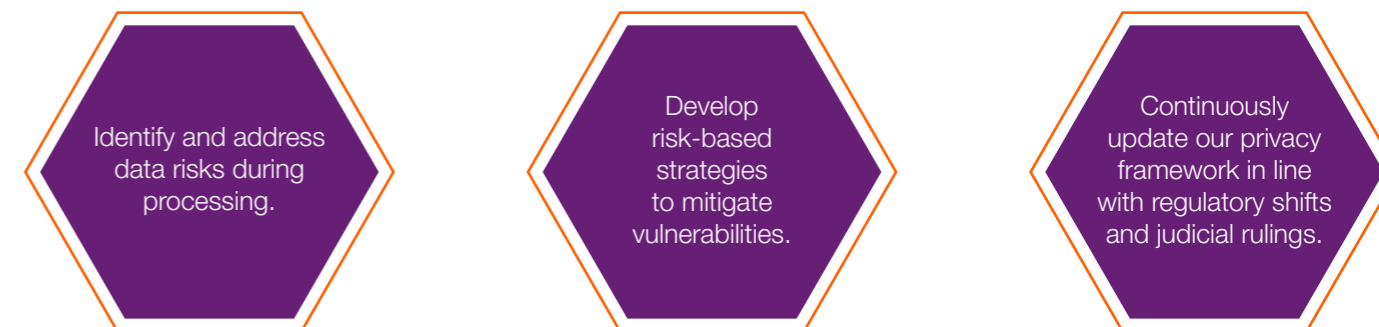 Identify and address
data risks during
processing.
Develop
risk-based
strategies
to mitigate
vulnerabilities.
Continuously
update our privacy
framework in line
with regulatory shifts
and judicial rulings.